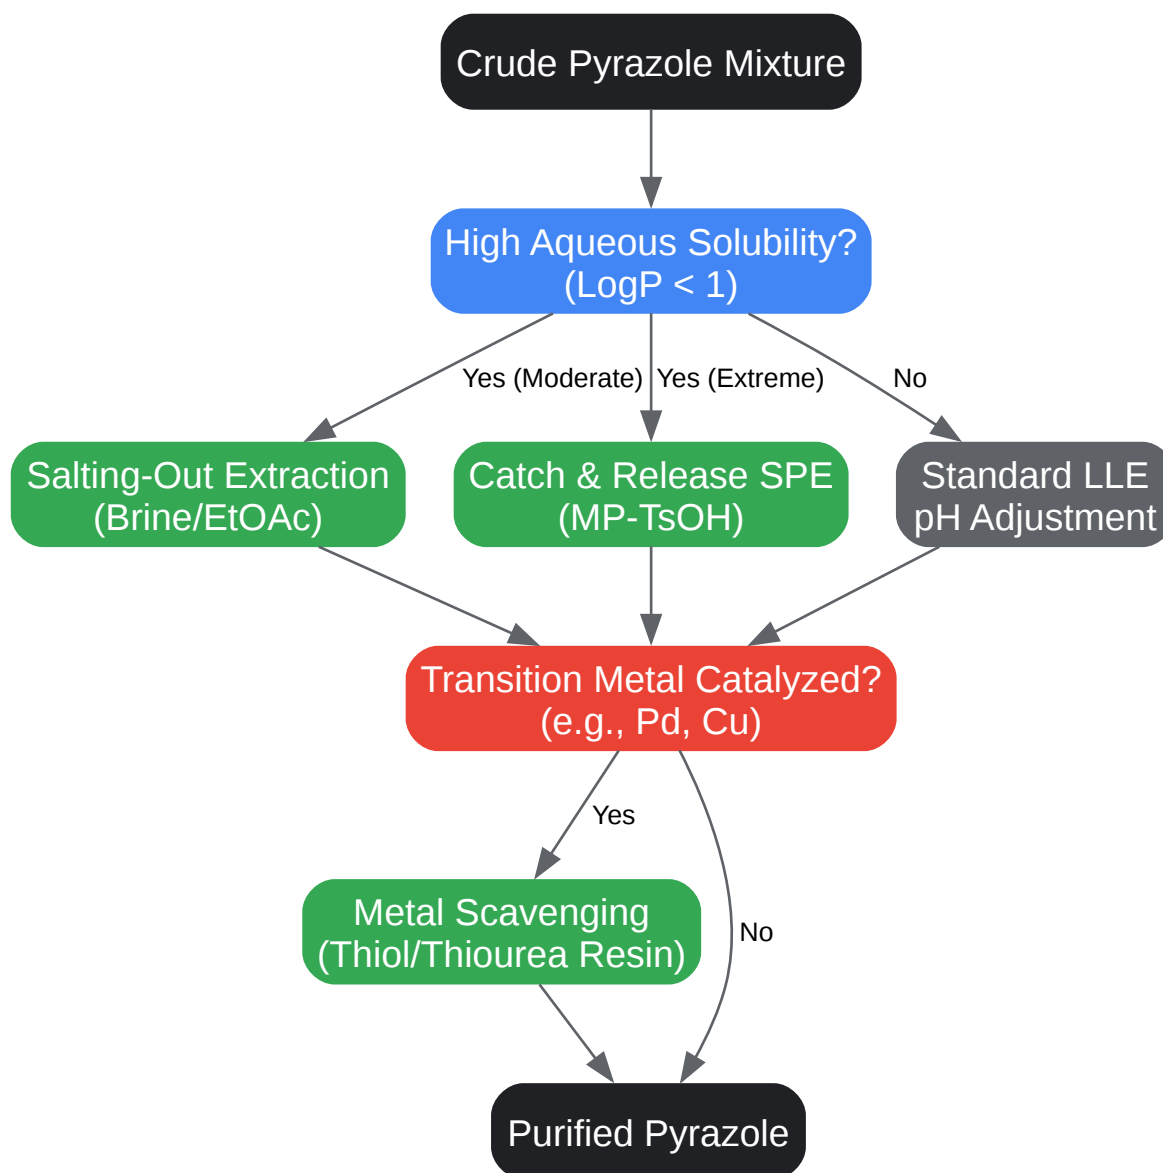 Crude Pyrazole Mixture
High Aqueous Solubility?
(LogP < 1)
Yes (Moderate)
Yes (Extreme)
No
Salting-Out Extraction
(Brine/EtOAc)
Catch & Release SPE
(MP-TsOH)
Standard LLE
pH Adjustment
Transition Metal Catalyzed?
(e.g., Pd, Cu)
Yes
Metal Scavenging
(Thiol/Thiourea Resin)
No
Purified Pyrazole